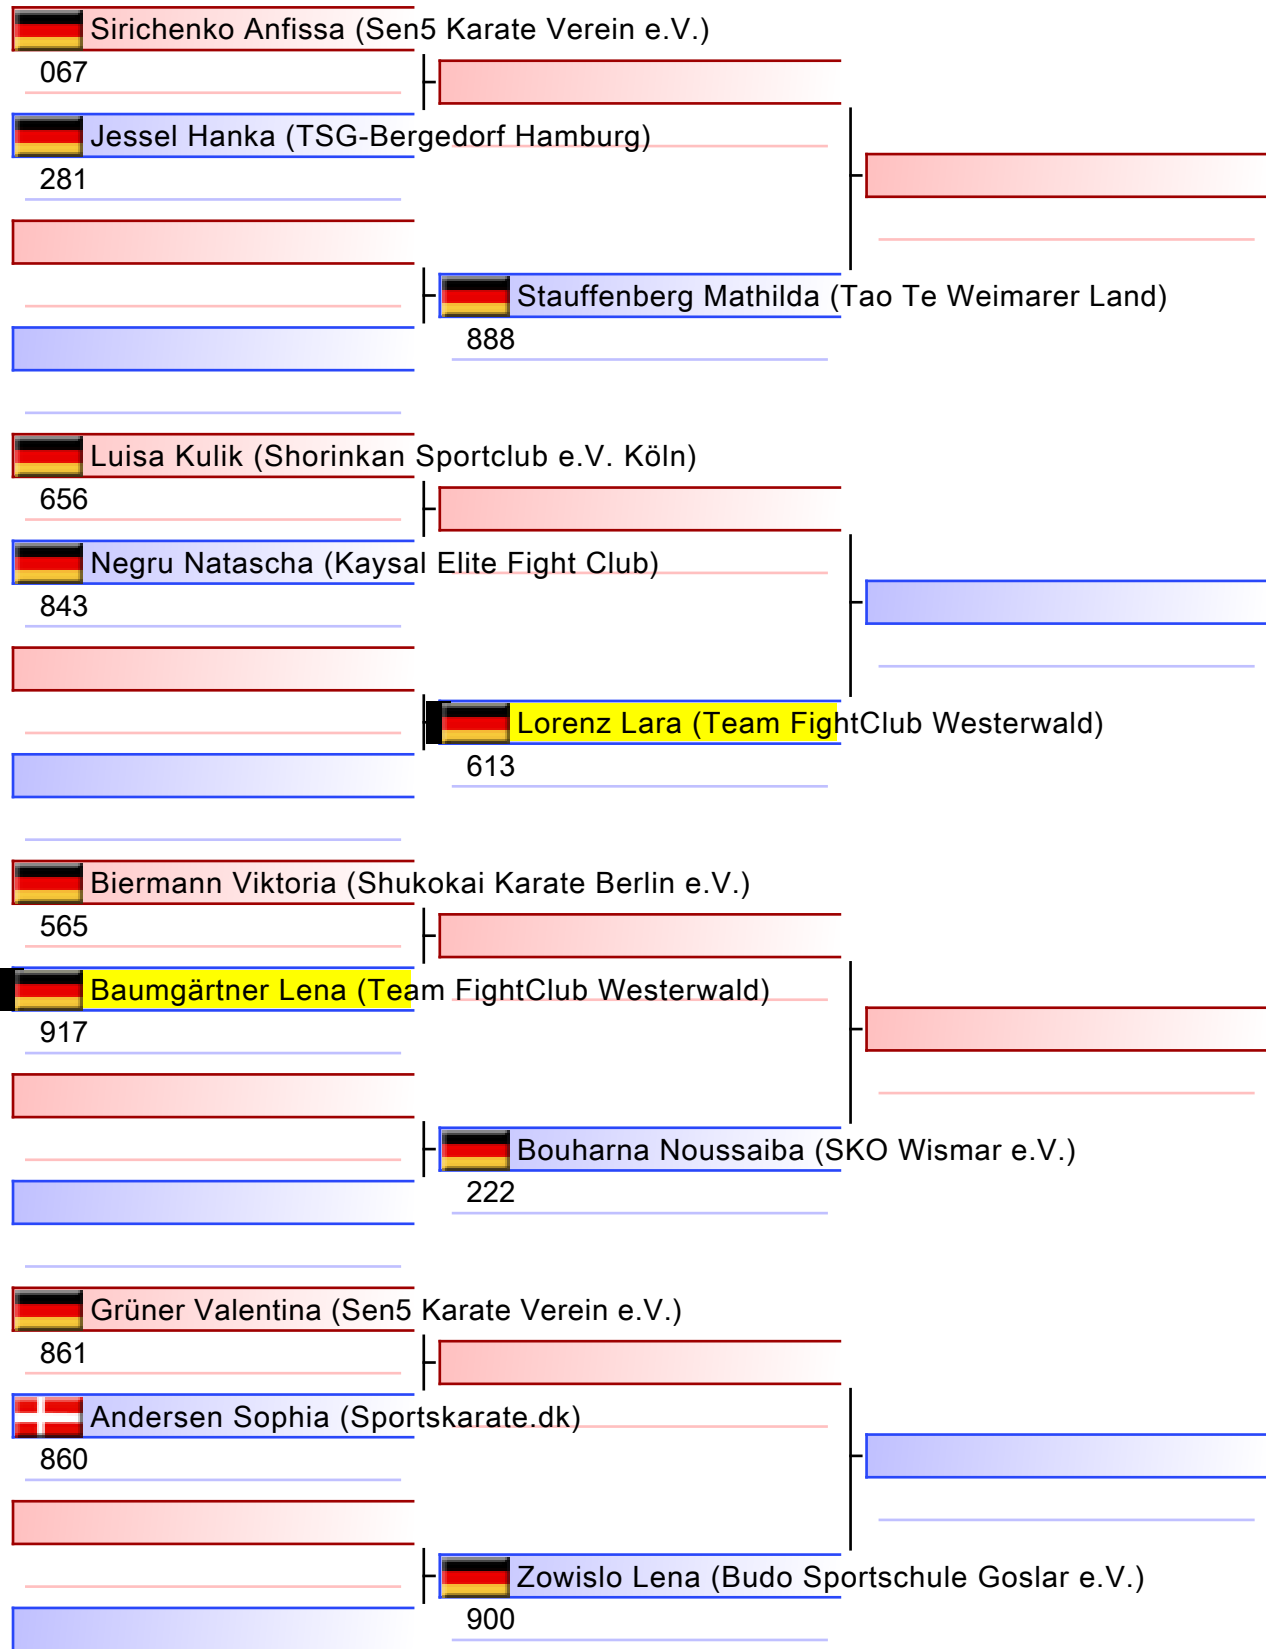 Sirichenko Anfissa (Sen5 Karate Verein e.V.)
067
Jessel Hanka (TSG-Bergedorf Hamburg)
281
Stauffenberg Mathilda (Tao Te Weimarer Land)
888
Luisa Kulik (Shorinkan Sportclub e.V. Köln)
656
Negru Natascha (Kaysal Elite Fight Club)
843
Lorenz Lara (Team FightClub Westerwald)
613
Biermann Viktoria (Shukokai Karate Berlin e.V.)
565
Baumgärtner Lena (Team FightClub Westerwald)
917
Bouharna Noussaiba (SKO Wismar e.V.)
222
Grüner Valentina (Sen5 Karate Verein e.V.)
861
Andersen Sophia (Sportskarate.dk)
860
Zowislo Lena (Budo Sportschule Goslar e.V.)
900